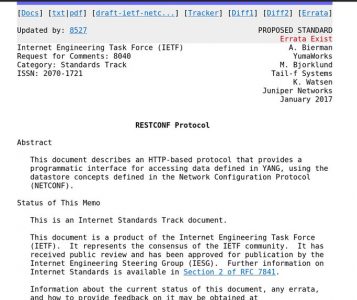 [Docs] [txt|pdf] [draft-ietf-netc...] [Tracker] [Diff1] [Diff2] [Errata]
Updated by: 8527 PROPOSED STANDARD
Errata Exist
Internet Engineering Task Force (IETF) A. Bierman
Request for Comments: 8040 YumaWorks
Category: Standards Track M. Bjorklund
ISSN: 2070-1721 Tail-f Systems
K. Watsen
Juniper Networks
January 2017
RESTCONF Protocol
Abstract
This document describes an HTTP-based protocol that provides a
programmatic interface for accessing data defined in YANG, using the
datastore concepts defined in the Network Configuration Protocol
(NETCONF).
Status of This Memo
This is an Internet Standards Track document.
This document is a product of the Internet Engineering Task Force
(IETF). It represents the consensus of the IETF community. It has
received public review and has been approved for publication by the
Internet Engineering Steering Group (IESG). Further information on
Internet Standards is available in Section 2 of RFC 7841.
Information about the current status of this document, any errata,
and how to provide feedback on it may be obtained at